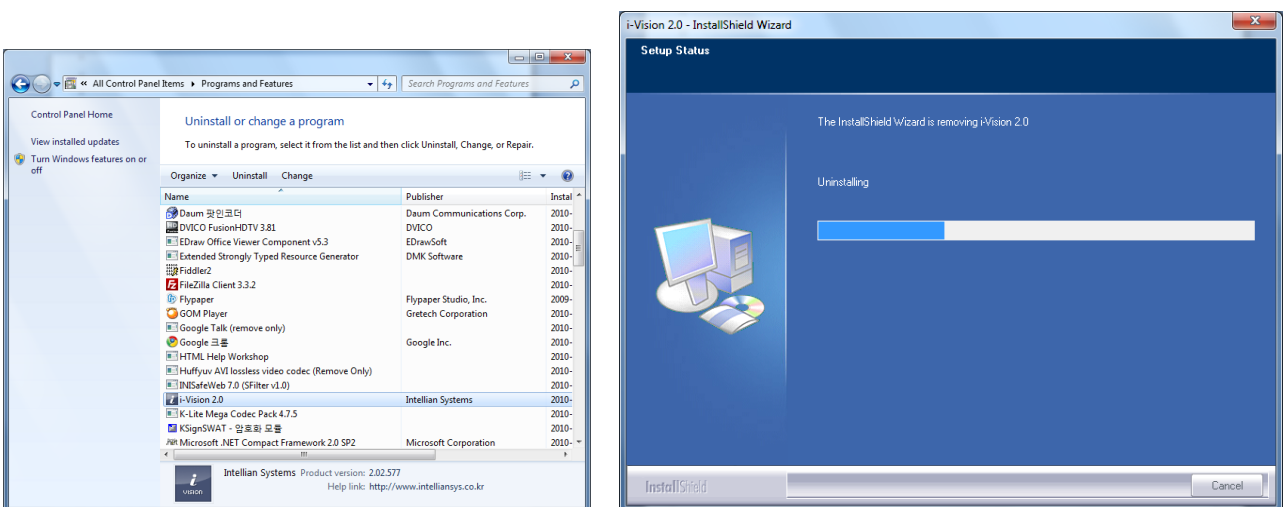 « All Control Panel Items ▸ Programs and Features
Search Programs and Features
Control Panel Home
View installed updates
Turn Windows features on or
off
Uninstall or change a program
To uninstall a program, select it from the list and then click Uninstall, Change, or Repair.
Organize Uninstall Change
Name Publisher Instal
Daum 팟인코더 Daum Communications Corp. 2010-
DVICO FusionHDTV 3.81 DVICO 2010-
EDraw Office Viewer Component v5.3 EDrawSoft 2010-
Extended Strongly Typed Resource Generator DMK Software 2010-
Fiddler2 2010-
FileZilla Client 3.3.2 2010-
Flypaper Flypaper Studio, Inc. 2009-
GOM Player Gretech Corporation 2010-
Google Talk (remove only) 2010-
Google 크롬 Google Inc. 2010-
HTML Help Workshop 2010-
Huffyuv AVI lossless video codec (Remove Only) 2010-
INISafeWeb 7.0 (SFilter v1.0) 2010-
i-Vision 2.0 Intellian Systems 2010-
K-Lite Mega Codec Pack 4.7.5 2010-
KSignSWAT - 암호화 모듈 2010-
Microsoft .NET Compact Framework 2.0 SP2 Microsoft Corporation 2010-
i
VISION
Intellian Systems Product version: 2.02.577
Help link: http://www.intelliansys.co.kr
i-Vision 2.0 - InstallShield Wizard
Setup Status
The InstallShield Wizard is removing i-Vision 2.0
Uninstalling
InstallShield
Cancel